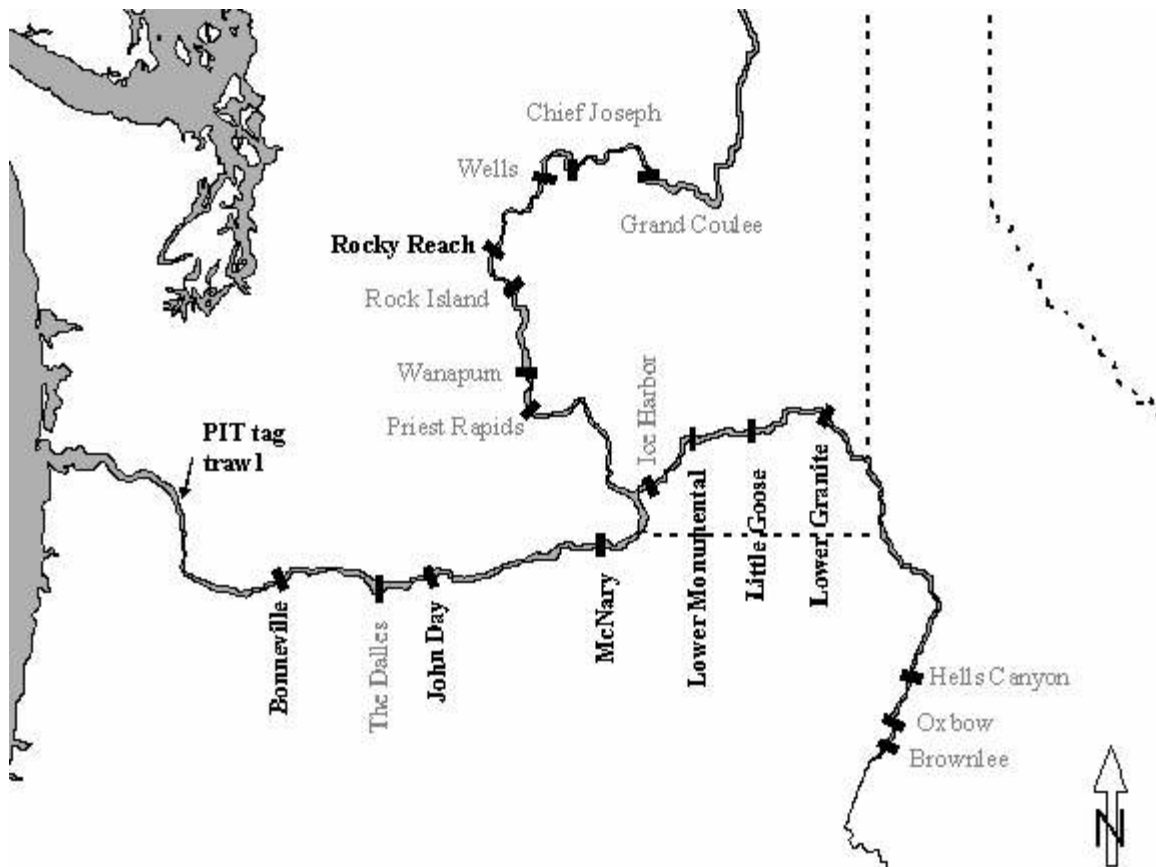 Chief Joseph
Wells
Grand Coulee
Rocky Reach
Rock Island
Wanapum
Priest Rapids
Ice Harbor
PIT tag
trawl
Lower Monumental
Little Goose
Lower Granite
Bonneville
The Dalles
John Day
McNary
Hells Canyon
Oxbow
Brownlee
N